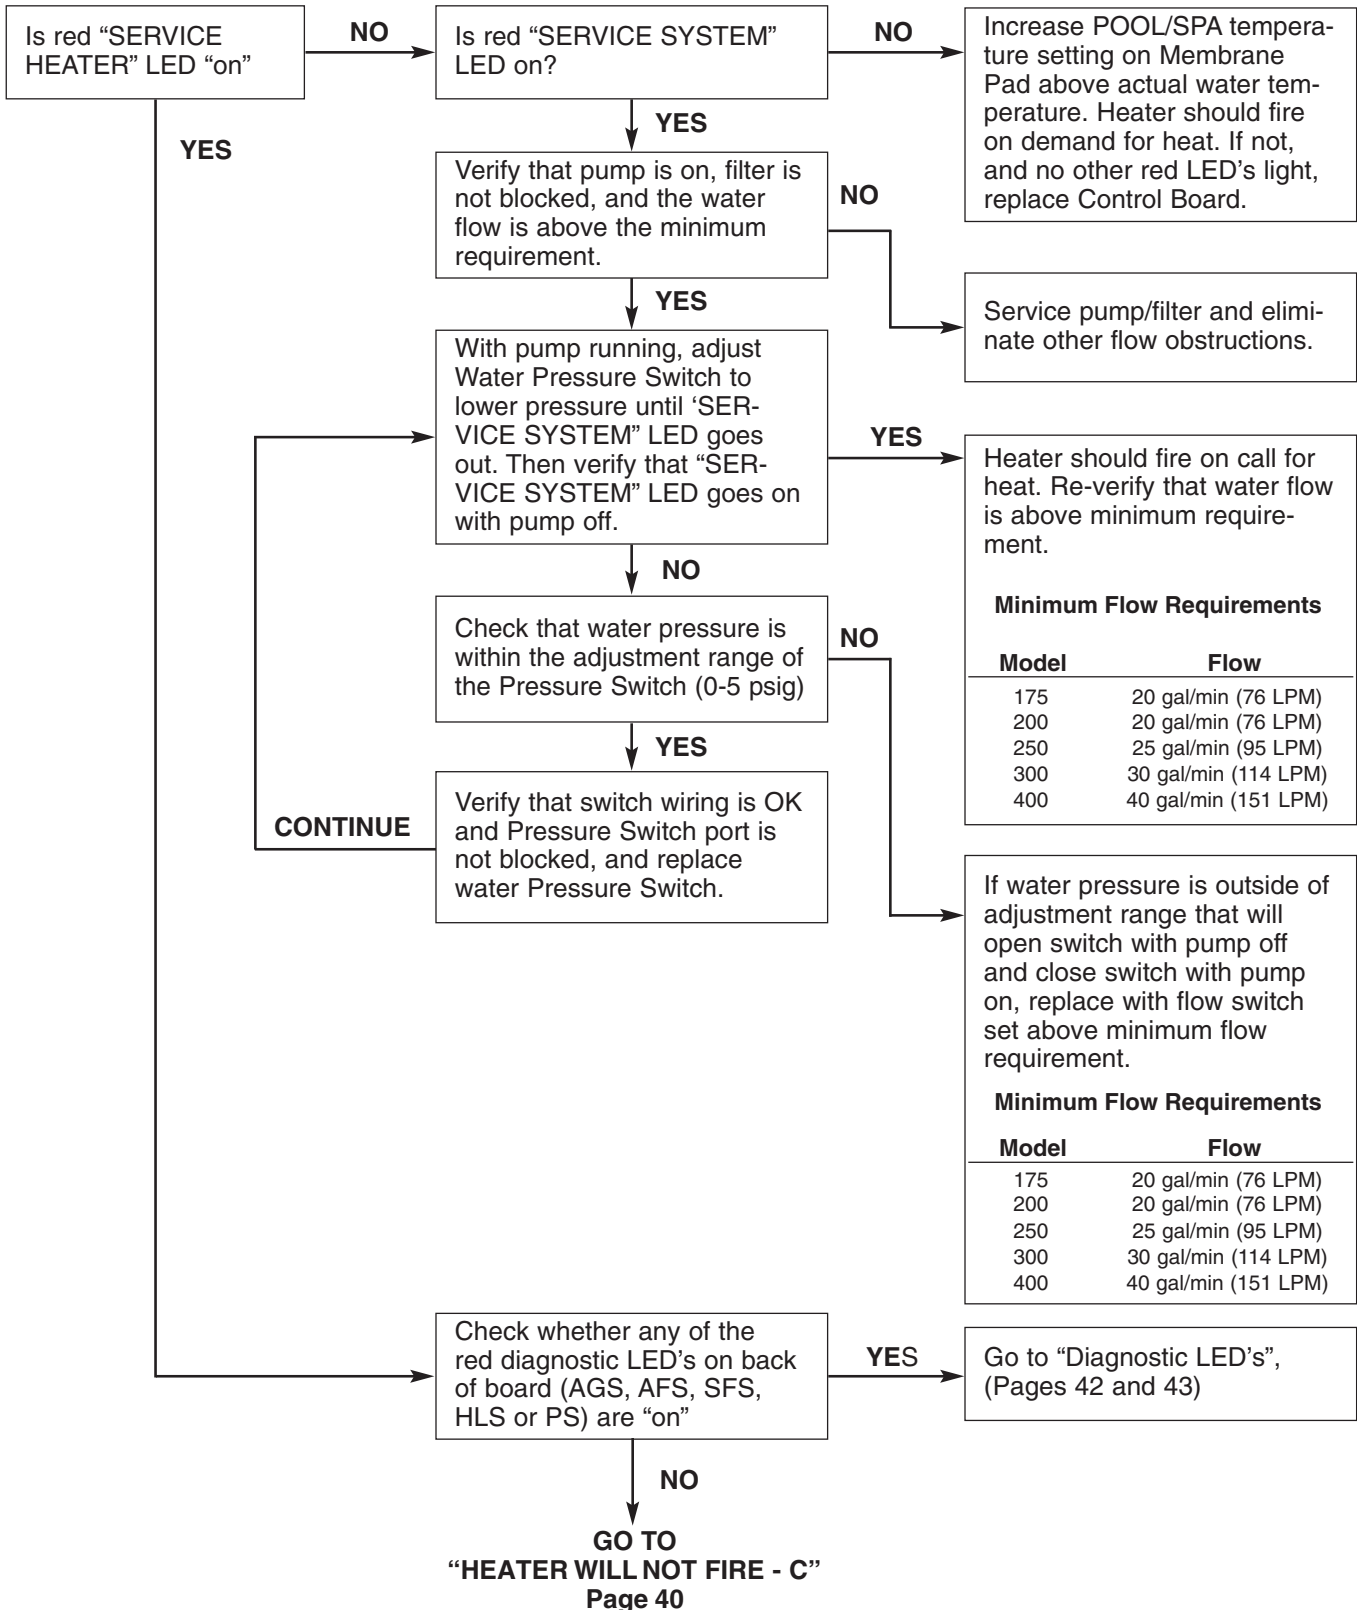 Is red “SERVICE
HEATER” LED “on”
NO
Is red “SERVICE SYSTEM”
LED on?
NO
Increase POOL/SPA tempera-
ture setting on Membrane
Pad above actual water tem-
perature. Heater should fire
on demand for heat. If not,
and no other red LED’s light,
replace Control Board.
YES
YES
Verify that pump is on, filter is
not blocked, and the water
flow is above the minimum
requirement.
NO
Service pump/filter and elimi-
nate other flow obstructions.
YES
With pump running, adjust
Water Pressure Switch to
lower pressure until ‘SER-
VICE SYSTEM” LED goes
out. Then verify that “SER-
VICE SYSTEM” LED goes on
with pump off.
YES
Heater should fire on call for
heat. Re-verify that water flow
is above minimum require-
ment.
Minimum Flow Requirements
Model Flow
175 20 gal/min (76 LPM)
200 20 gal/min (76 LPM)
250 25 gal/min (95 LPM)
300 30 gal/min (114 LPM)
400 40 gal/min (151 LPM)
NO
Check that water pressure is
within the adjustment range of
the Pressure Switch (0-5 psig)
NO
YES
Verify that switch wiring is OK
and Pressure Switch port is
not blocked, and replace
water Pressure Switch.
CONTINUE
If water pressure is outside of
adjustment range that will
open switch with pump off
and close switch with pump
on, replace with flow switch
set above minimum flow
requirement.
Minimum Flow Requirements
Model Flow
175 20 gal/min (76 LPM)
200 20 gal/min (76 LPM)
250 25 gal/min (95 LPM)
300 30 gal/min (114 LPM)
400 40 gal/min (151 LPM)
Check whether any of the
red diagnostic LED’s on back
of board (AGS, AFS, SFS,
HLS or PS) are “on”
YES
Go to “Diagnostic LED’s”,
(Pages 42 and 43)
NO
GO TO
“HEATER WILL NOT FIRE - C”
Page 40